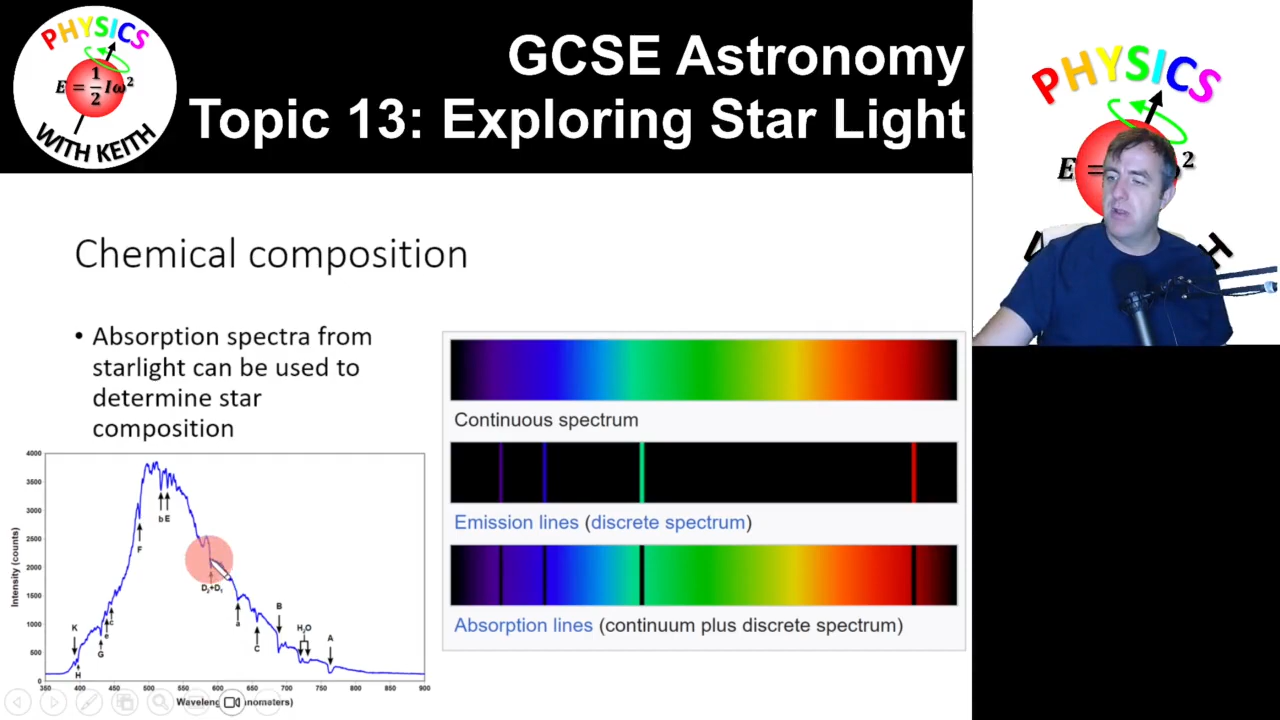 PHYSICS
E = 1/2 Iω²
WITH KEITH
GCSE Astronomy
Topic 13: Exploring Star Light
PHYSICS
E =
2
H
Chemical composition
• Absorption spectra from
starlight can be used to
determine star
composition
Continuous spectrum
Emission lines (discrete spectrum)
Absorption lines (continuum plus discrete spectrum)
Intensity (counts)
4000
3500
3000
2500
2000
1500
1000
500
0
K
H
G
e
c
F
b E
D₂+D₁
a
C
B
H₂O
A
350
400
450
500
550
600
650
700
750
800
850
900